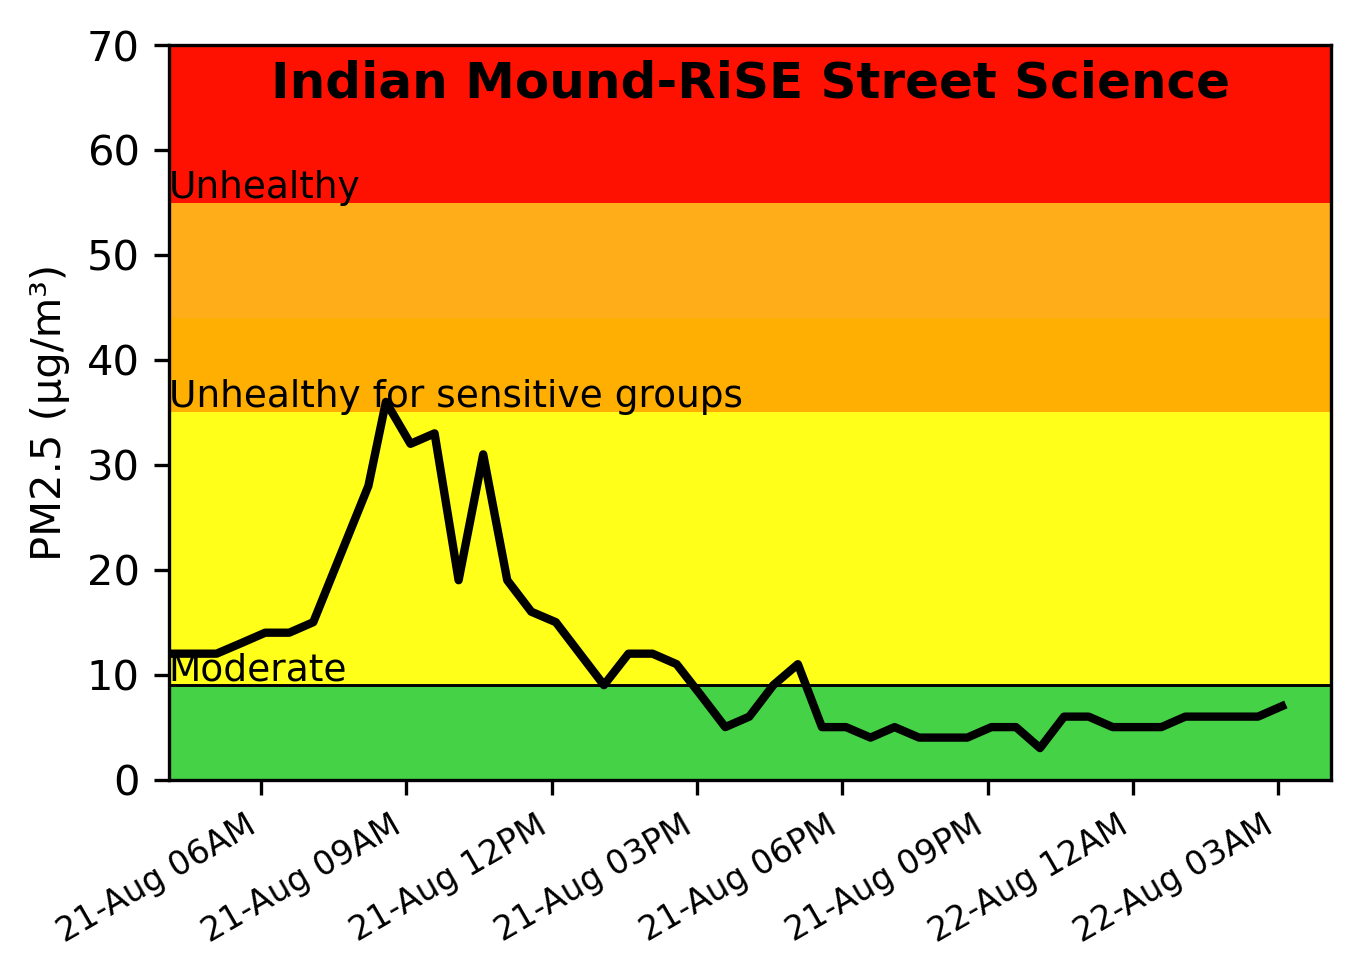 Indian Mound-RiSE Street Science
PM2.5 (µg/m³)
70
60
50
40
30
20
10
0
Unhealthy
Unhealthy for sensitive groups
Moderate
21-Aug 06AM
21-Aug 09AM
21-Aug 12PM
21-Aug 03PM
21-Aug 06PM
21-Aug 09PM
22-Aug 12AM
22-Aug 03AM